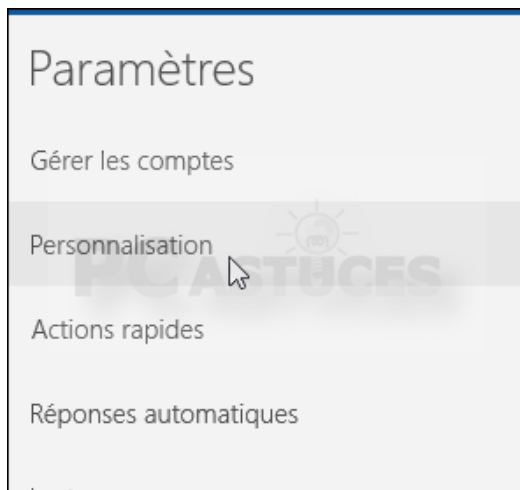 Paramètres
Gérer les comptes
Personnalisation
PC ASTUCES
Actions rapides
Réponses automatiques